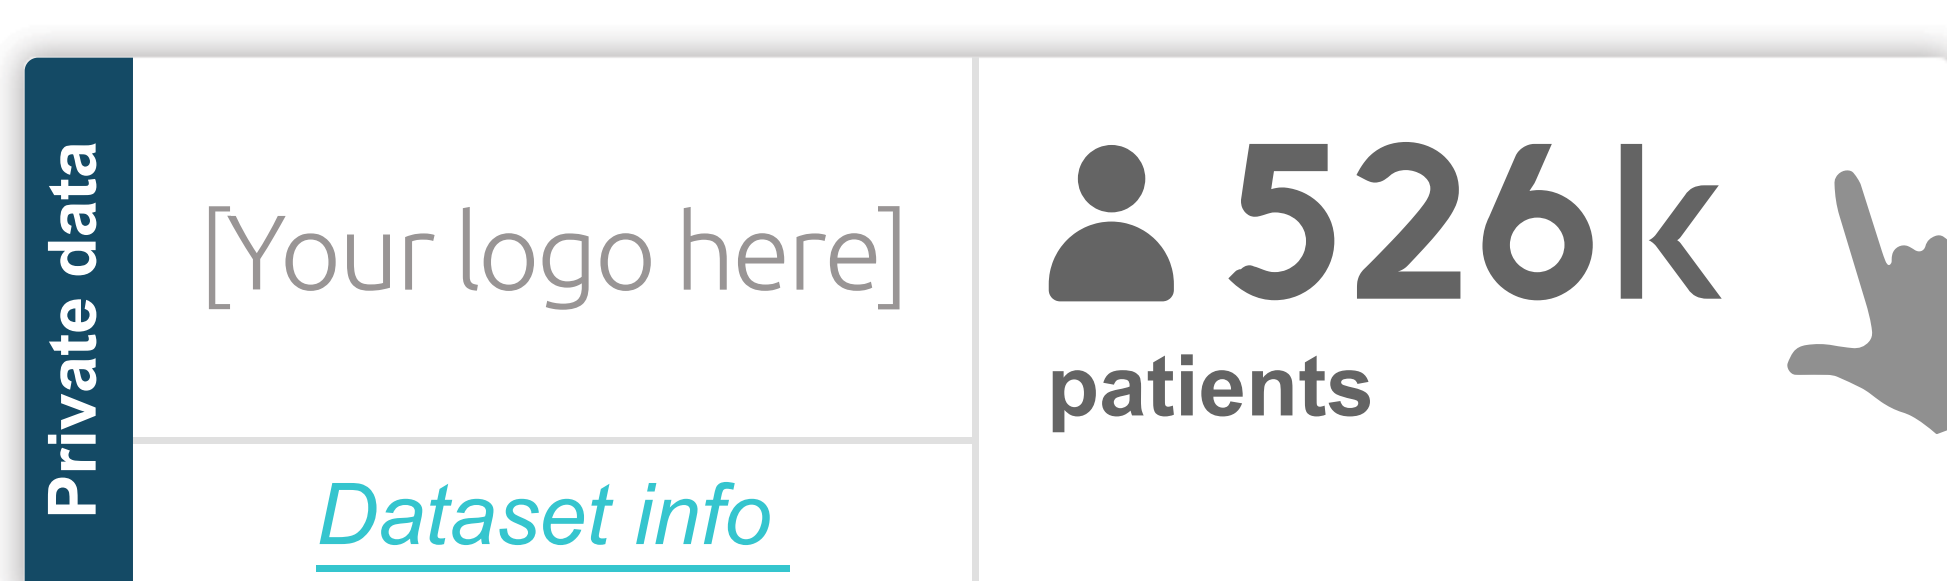 Private data
[Your logo here]
526k
patients
Dataset info